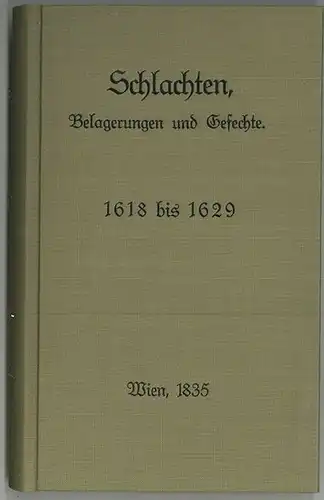 Schlachten,
Belagerungen und Gefechte.
1618 bis 1629
Wien, 1835